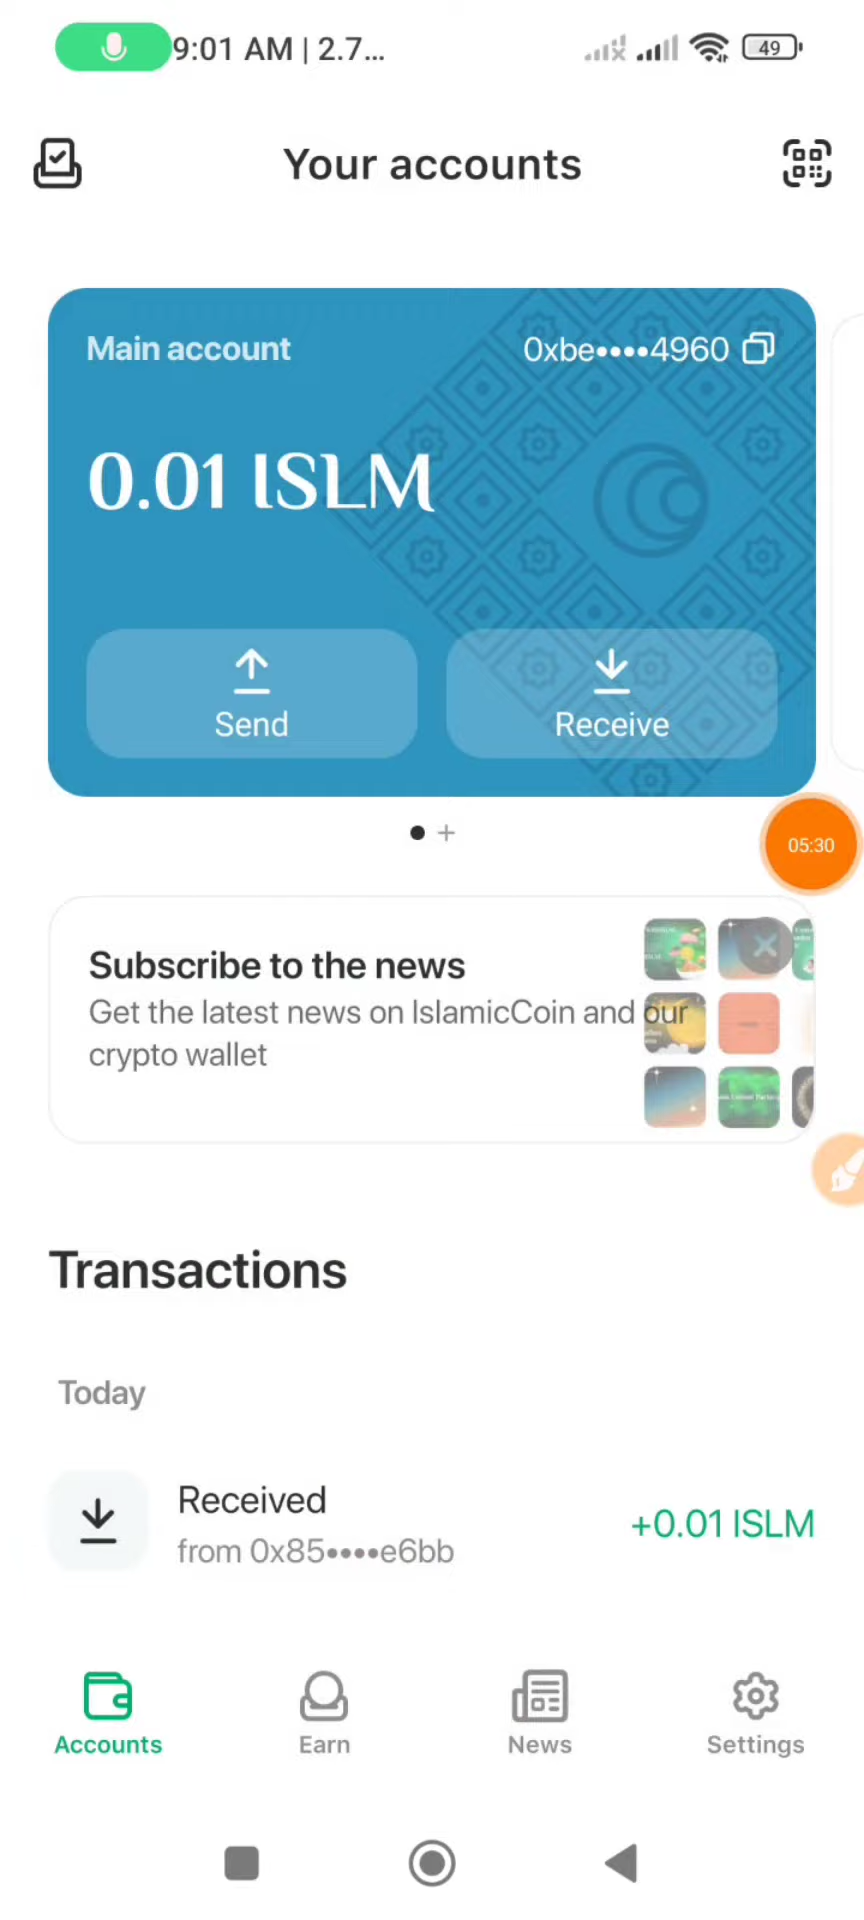 9:01 AM | 2.7...
49
Your accounts
Main account
0xbe••••4960
0.01 ISLM
Send
Receive
05:30
Subscribe to the news
Get the latest news on IslamicCoin and our
crypto wallet
Transactions
Today
Received
+0.01 ISLM
from 0x85••••e6bb
Accounts
Earn
News
Settings